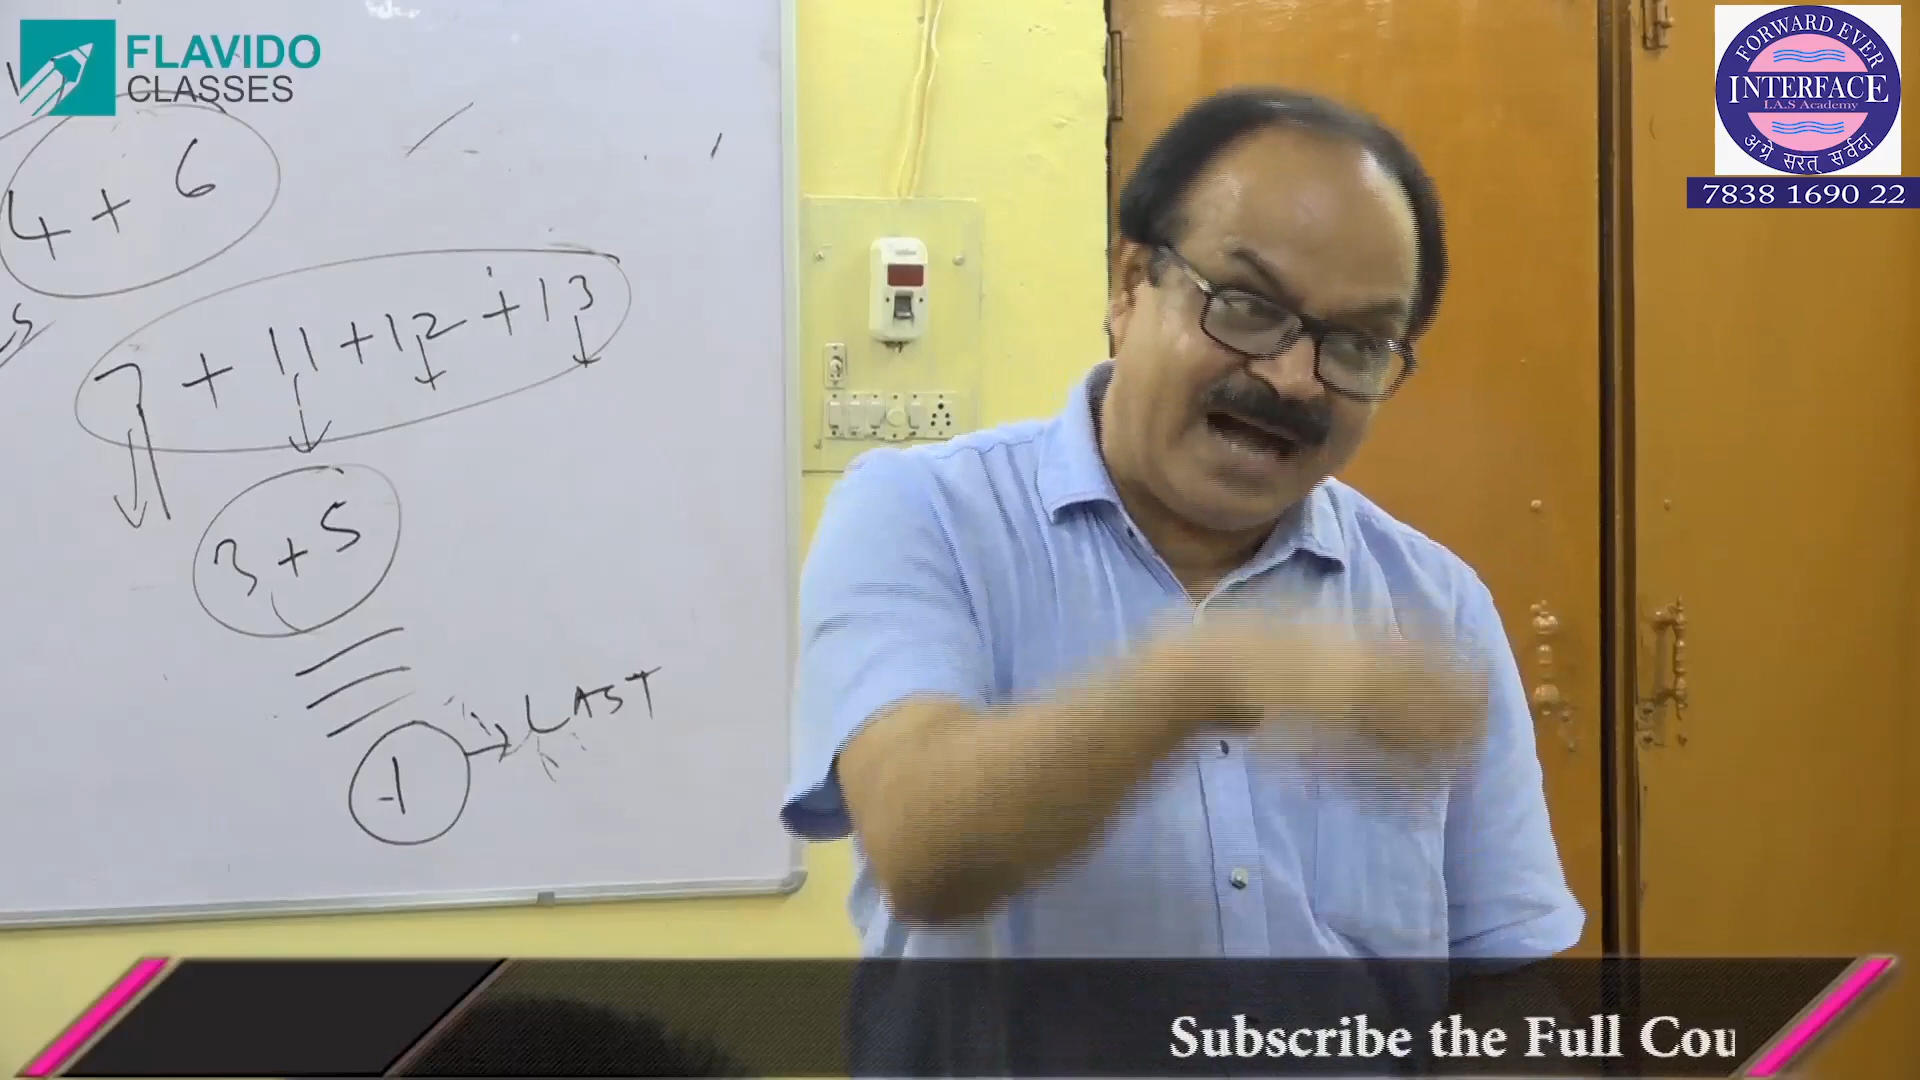 FLAVIDO
CLASSES
FORWARD EVER
INTERFACE
I.A.S Academy
अग्रे सरत् सर्वदा
7838 1690 22
4 + 6
7 + 11 + 12 + 13
3 + 5
1 → LAST
Subscribe the Full Cou